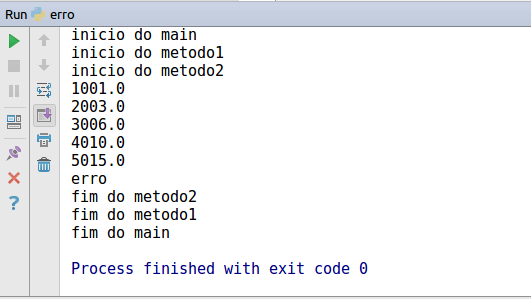 Run erro
inicio do main
inicio do metodo1
inicio do metodo2
1001.0
2003.0
3006.0
4010.0
5015.0
erro
fim do metodo2
fim do metodo1
fim do main
Process finished with exit code 0